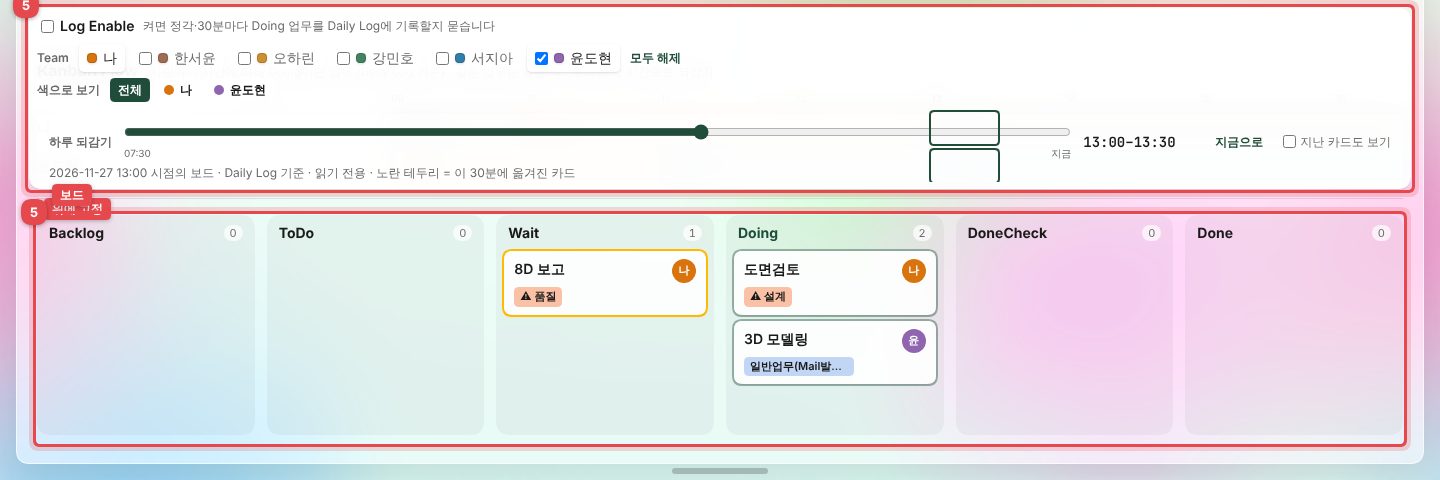 5
Log Enable 켜면 정각·30분마다 Doing 업무를 Daily Log에 기록할지 묻습니다
Team 나 한서윤 오하린 강민호 서지아 윤도현 모두 해제
색으로 보기 전체 나 윤도현
하루 되감기 13:00–13:30 지금으로 지난 카드도 보기
07:30 지금
2026-11-27 13:00 시점의 보드 · Daily Log 기준 · 읽기 전용 · 노란 테두리 = 이 30분에 옮겨진 카드
보드
5
Backlog 0 ToDo 0 Wait 1 Doing 2 DoneCheck 0 Done 0
8D 보고 나 도면검토 나
⚠ 품질 ⚠ 설계
3D 모델링 윤
일반업무(Mail발...